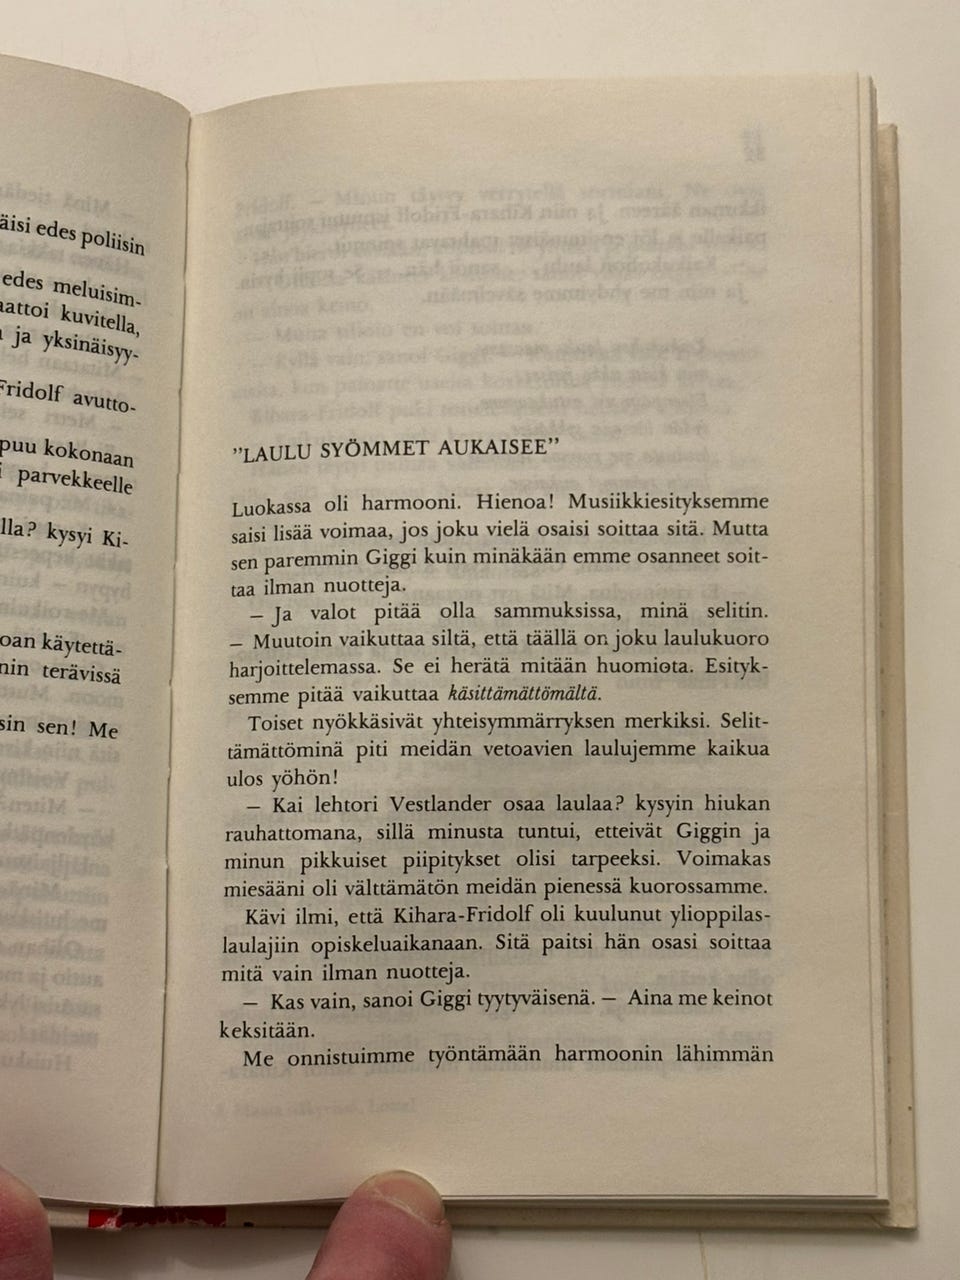 äisi edes poliisin
edes meluisim-
aattoi kuvitella,
ja yksinäisyy-
Fridolf avutto-
puu kokonaan
parvekkeelle
lla? kysyi Ki-
oan käytettä-
nin terävissä
sin sen! Me
”LAULU SYÖMMET AUKAISEE”
Luokassa oli harmooni. Hienoa! Musiikkiesityksemme
saisi lisää voimaa, jos joku vielä osaisi soittaa sitä. Mutta
sen paremmin Giggi kuin minäkään emme osanneet soit-
taa ilman nuotteja.
— Ja valot pitää olla sammuksissa, minä selitin.
— Muutoin vaikuttaa siltä, että täällä on joku laulukuoro
harjoittelemassa. Se ei herätä mitään huomiota. Esityk-
semme pitää vaikuttaa käsittämättömältä.
Toiset nyökkäsivät yhteisymmärryksen merkiksi. Selit-
tämättöminä piti meidän vetoavien laulujemme kaikua
ulos yöhön!
— Kai lehtori Vestlander osaa laulaa? kysyin hiukan
rauhattomana, sillä minusta tuntui, etteivät Giggin ja
minun pikkuiset piipitykset olisi tarpeeksi. Voimakas
miesääni oli välttämätön meidän pienessä kuorossamme.
Kävi ilmi, että Kihara-Fridolf oli kuulunut ylioppilas-
laulajiin opiskeluaikanaan. Sitä paitsi hän osasi soittaa
mitä vain ilman nuotteja.
— Kas vain, sanoi Giggi tyytyväisenä. — Aina me keinot
keksitään.
Me onnistuimme työntämään harmoonin lähimmän